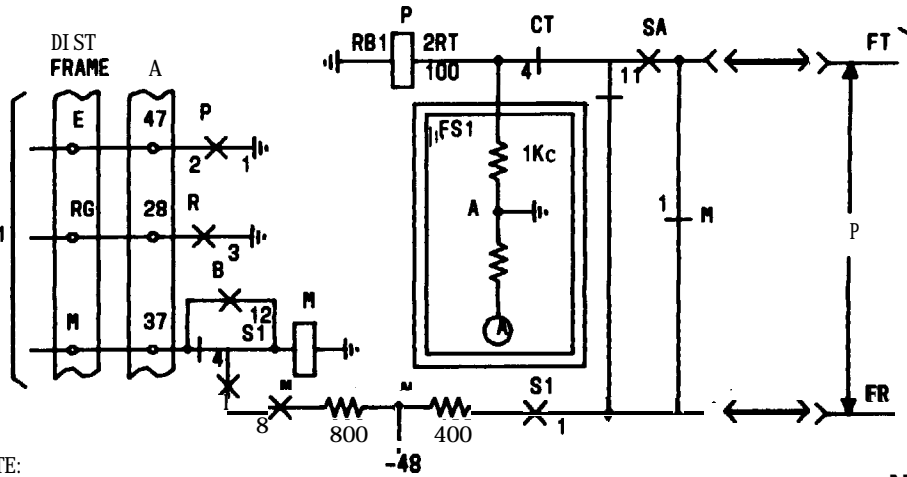 P
CT
SA
RB1
2RT
FT
DIST
FRAME
A
100
4
11
E
47
P
FS1
1Kc
2
1
RG
28
R
A
1
M
3
P
B
M
37
12
M
S1
4
A
S1
FR
8
1
800
400
-48
TE: